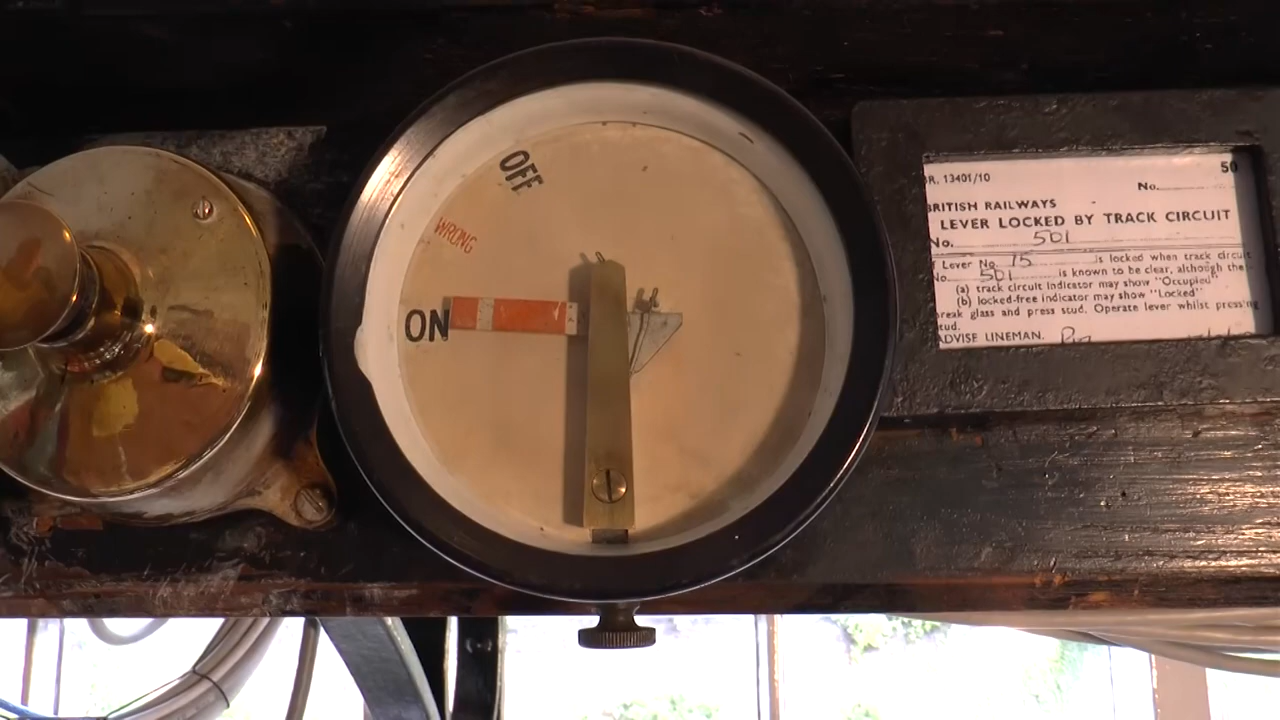 OFF
WRONG
ON
50
BR. 13401/10
No.
BRITISH RAILWAYS
LEVER LOCKED BY TRACK CIRCUIT
No. 501
If Lever No. 15 is locked when track circuit
No. 501 is known to be clear, although the
(a) track circuit indicator may show "Occupied"
(b) locked-free indicator may show "Locked"
break glass and press stud. Operate lever whilst pressing
stud.
ADVISE LINEMAN.